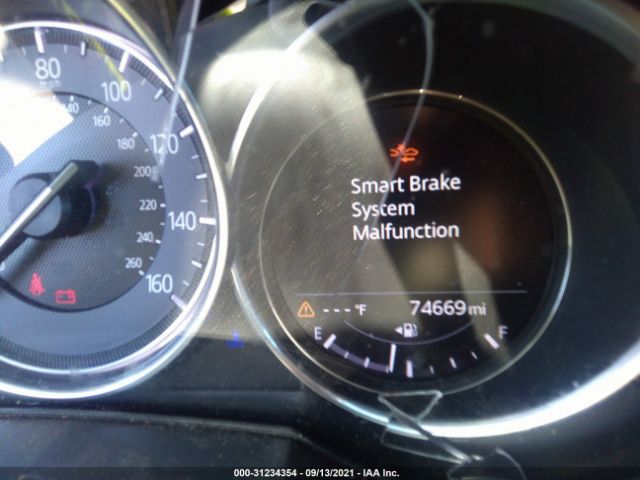 80
mph
100
120
140
160
140
160
180
200
220
240
260
Smart Brake
System
Malfunction
--- °F 74669 mi
E F
000-31234354 - 09/13/2021 - IAA Inc.